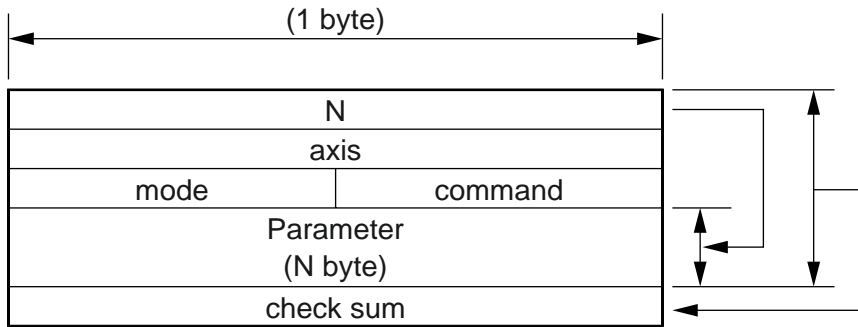 (1 byte)
N
axis
mode command
Parameter
(N byte)
check sum